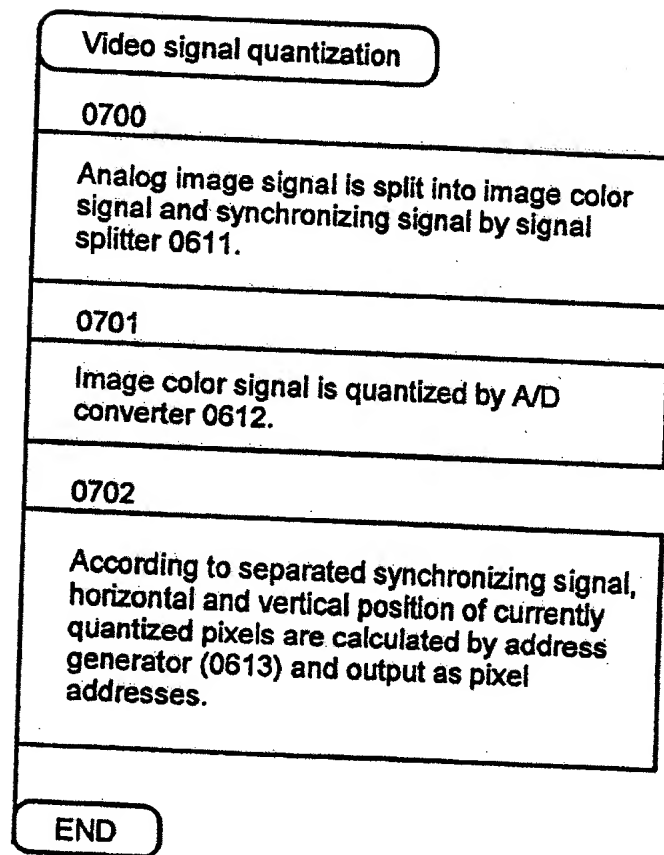 Video signal quantization
0700
Analog image signal is split into image color
signal and synchronizing signal by signal
splitter 0611.
0701
Image color signal is quantized by A/D
converter 0612.
0702
According to separated synchronizing signal,
horizontal and vertical position of currently
quantized pixels are calculated by address
generator (0613) and output as pixel
addresses.
END